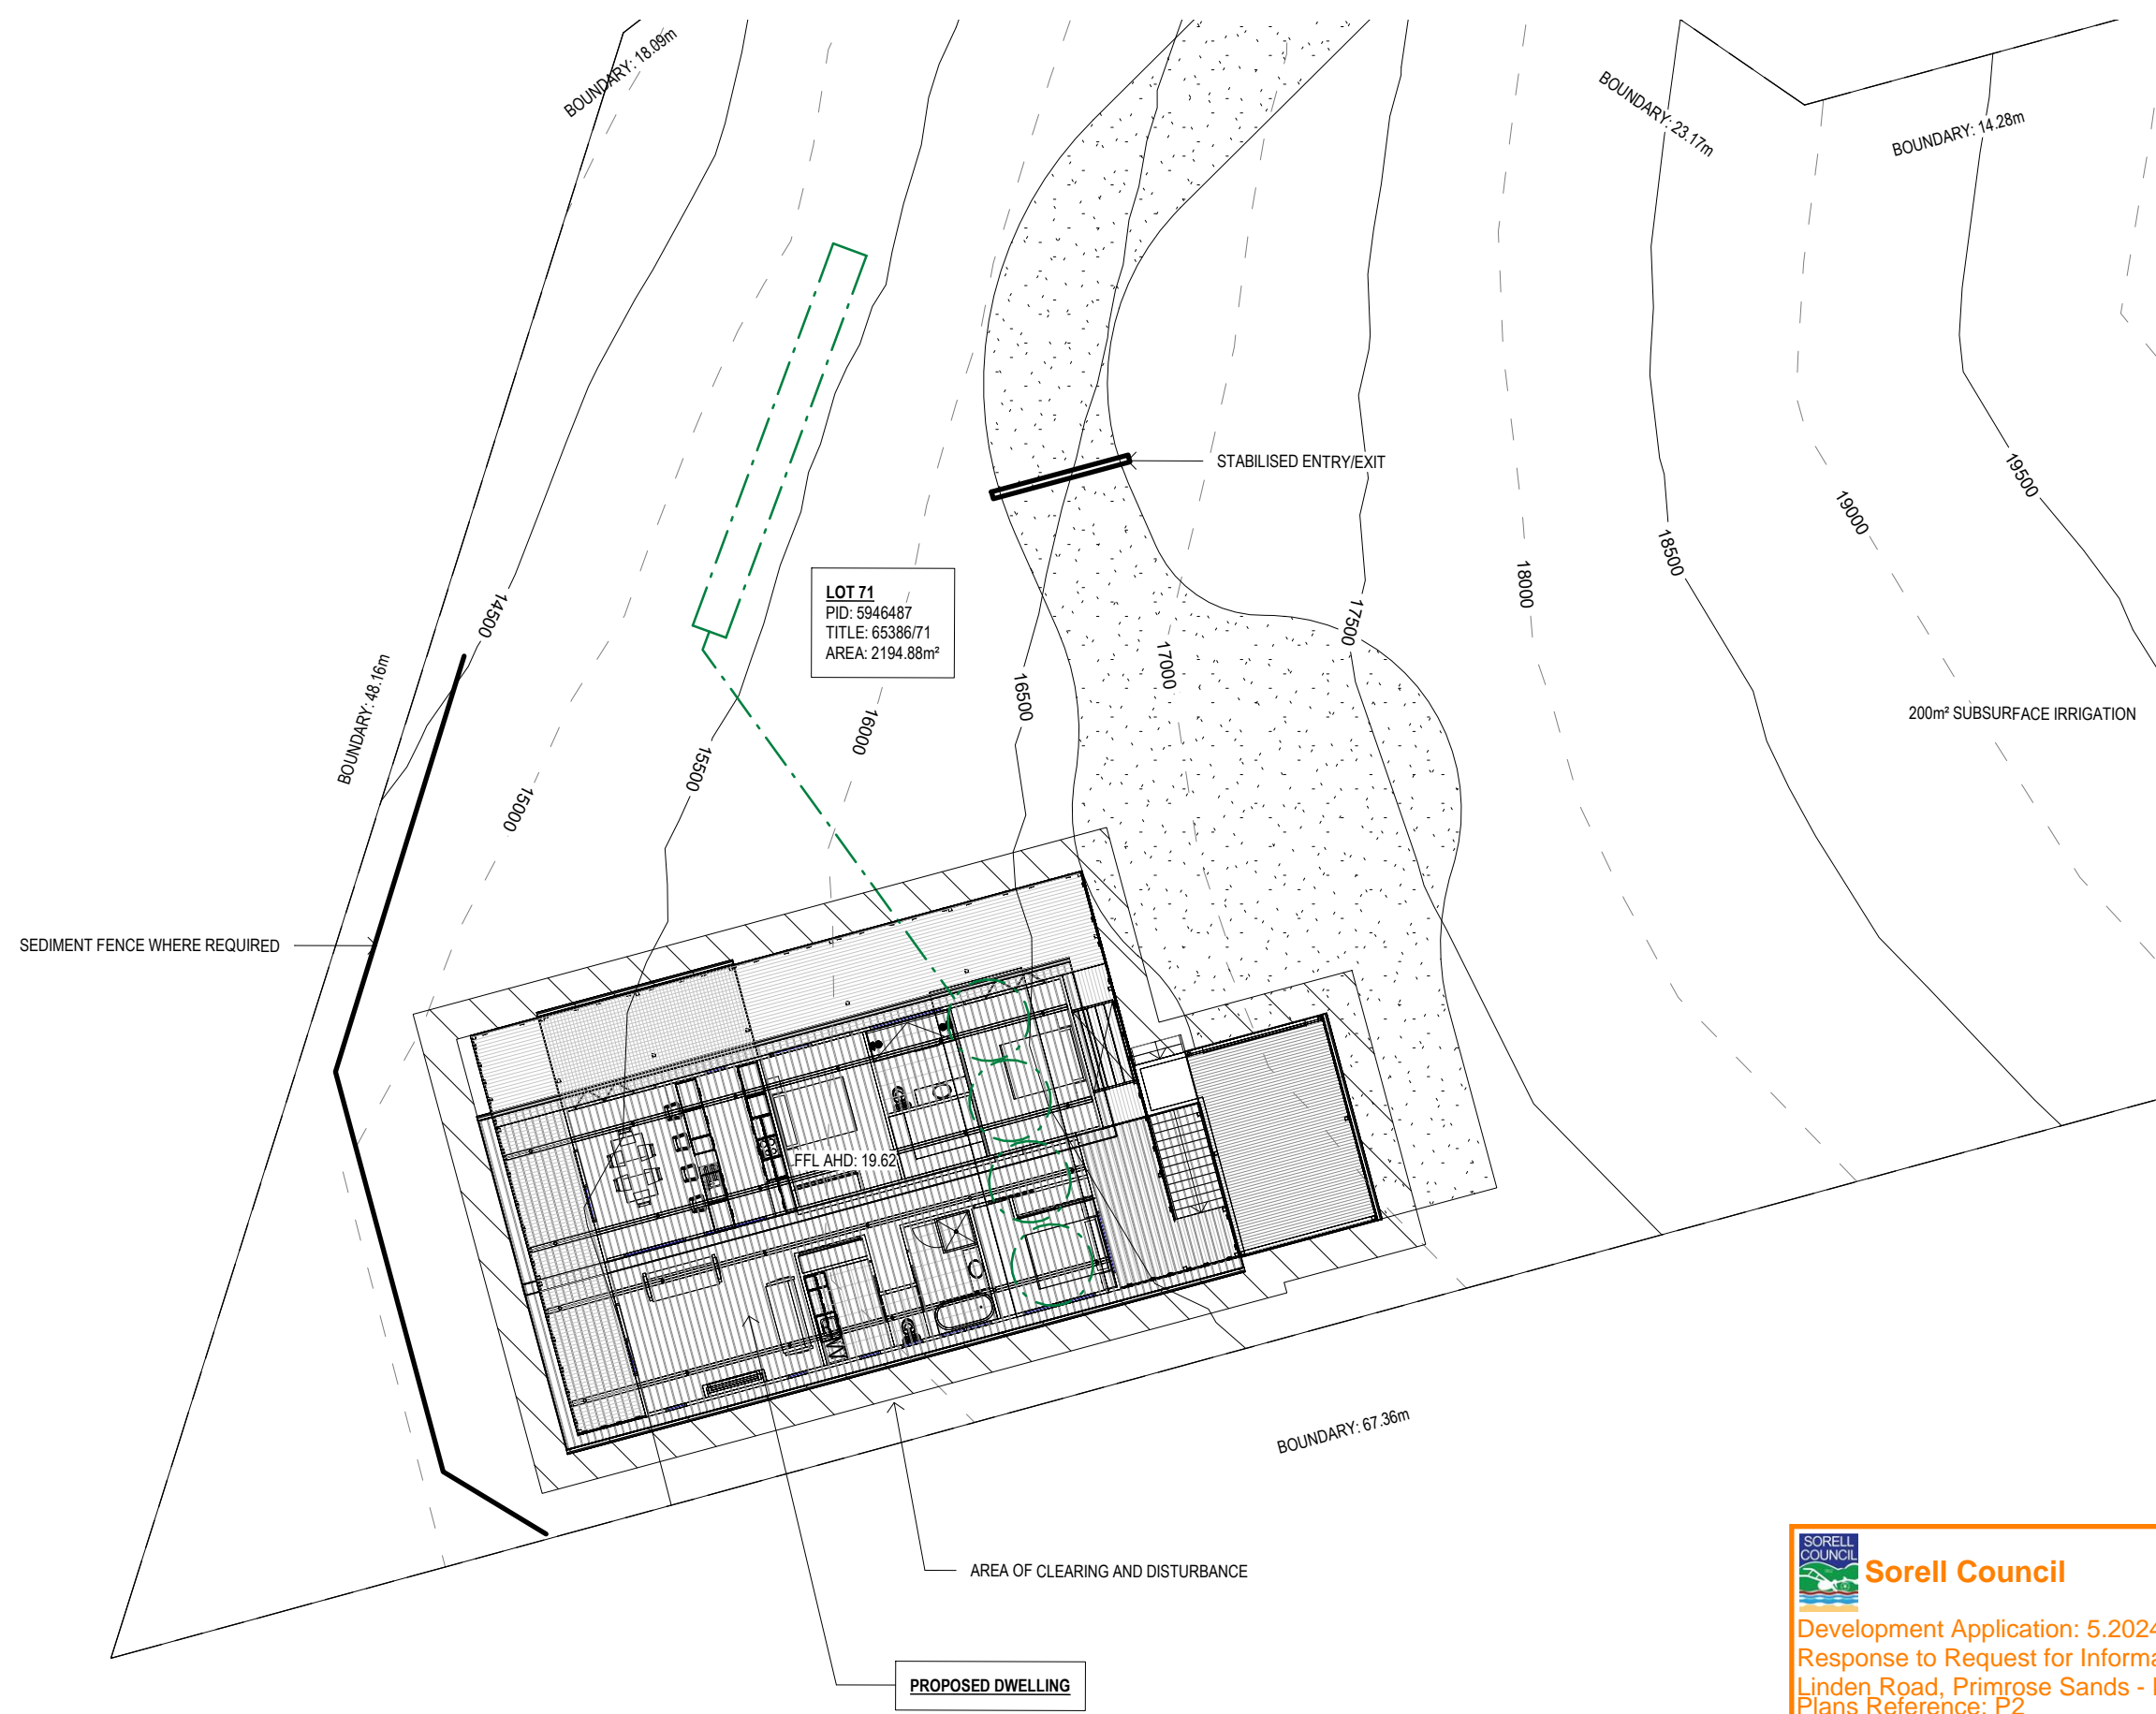 BOUNDARY: 18.09m
BOUNDARY: 23.17m
BOUNDARY: 14.28m
STABILISED ENTRY/EXIT
19500
19000
18500
18000
17500
14500
LOT 71
PID: 5946487
TITLE: 65386/71
AREA: 2194.88m²
17000
16500
BOUNDARY: 48.16m
16000
15500
15000
200m² SUBSURFACE IRRIGATION
SEDIMENT FENCE WHERE REQUIRED
FFL AHD: 19.62
BOUNDARY: 67.36m
AREA OF CLEARING AND DISTURBANCE
PROPOSED DWELLING
SORELL
COUNCIL
Sorell Council
Development Application: 5.2024
Response to Request for Informa
Linden Road, Primrose Sands -
Plans Reference: P2